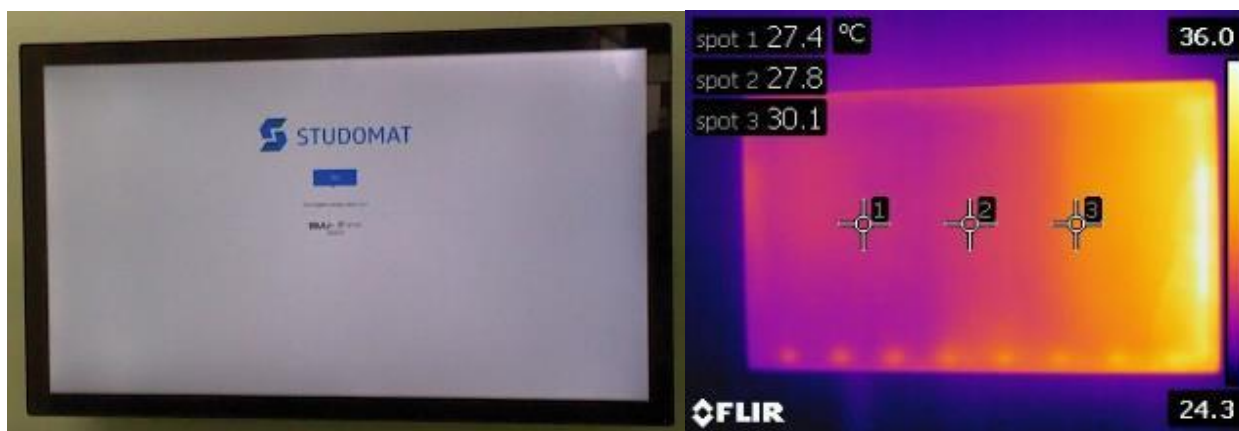 STUDOMAT
spot 1 27.4 °C
spot 2 27.8
spot 3 30.1
36.0
1
2
3
FLIR
24.3